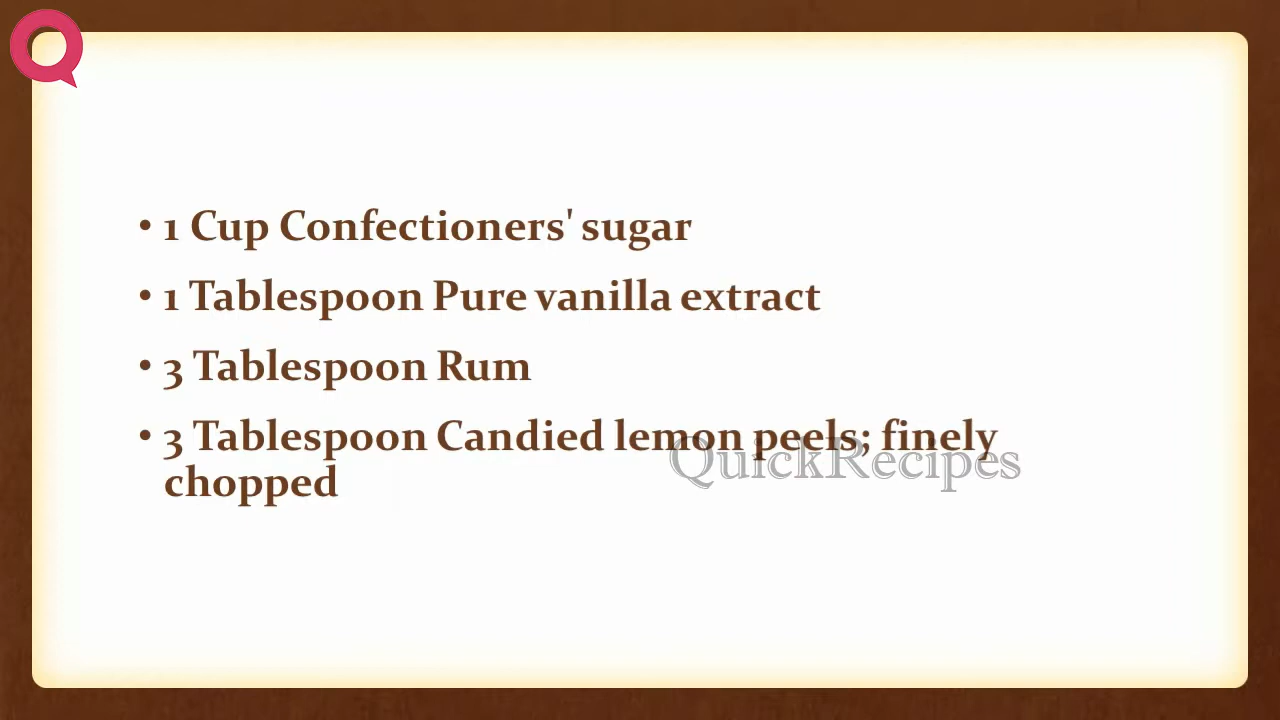 • 1 Cup Confectioners' sugar
• 1 Tablespoon Pure vanilla extract
• 3 Tablespoon Rum
• 3 Tablespoon Candied lemon peels; finely
chopped
QuickRecipes